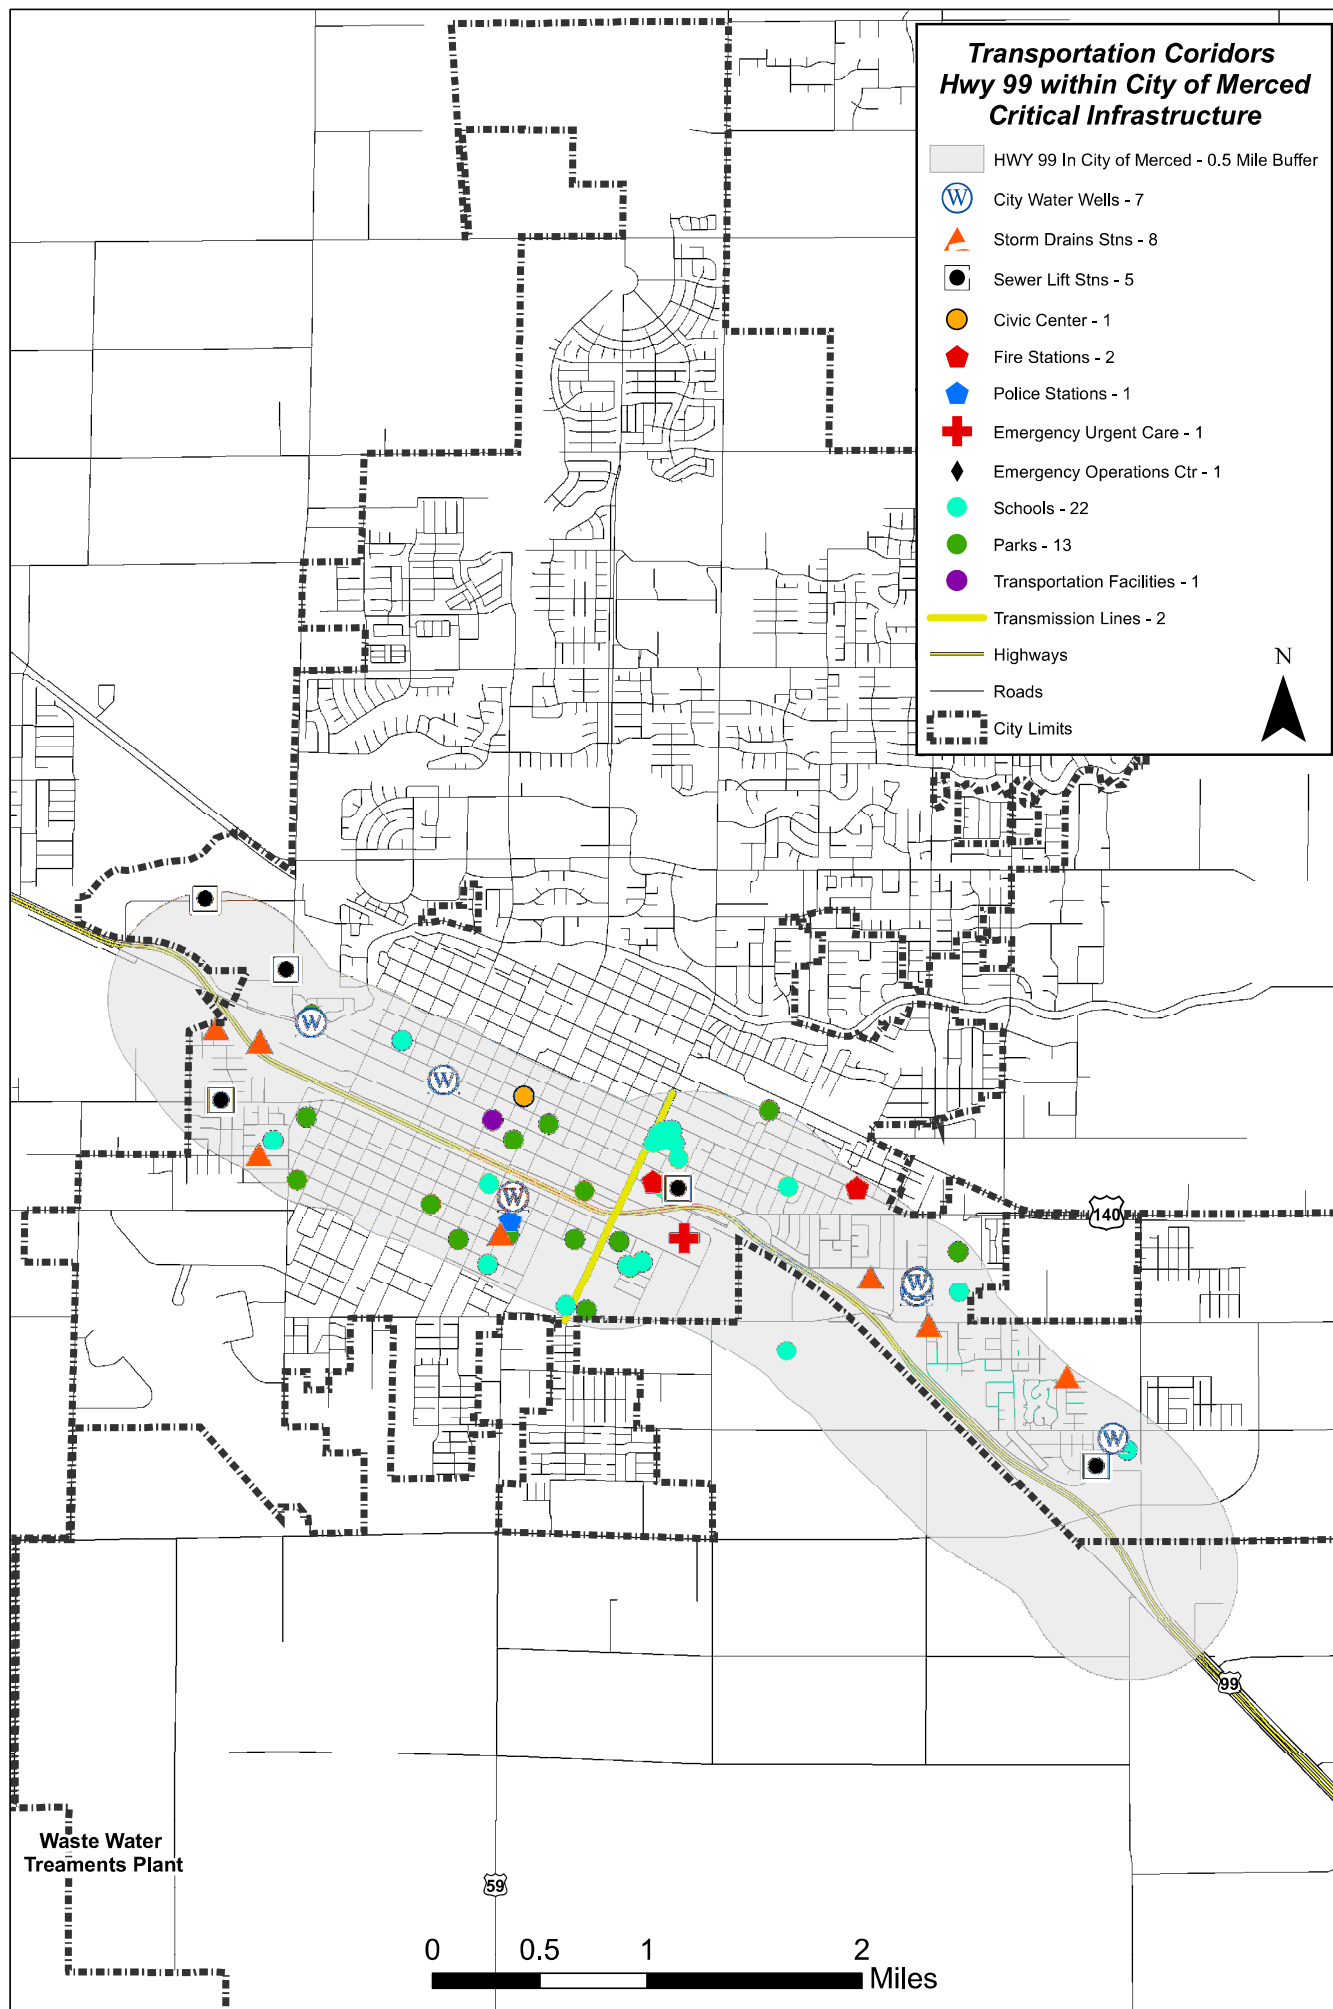 Transportation Coridors
Hwy 99 within City of Merced
Critical Infrastructure
HWY 99 In City of Merced - 0.5 Mile Buffer
W City Water Wells - 7
Storm Drains Stns - 8
Sewer Lift Stns - 5
Civic Center - 1
Fire Stations - 2
Police Stations - 1
Emergency Urgent Care - 1
Emergency Operations Ctr - 1
Schools - 22
Parks - 13
Transportation Facilities - 1
Transmission Lines - 2
Highways
Roads
City Limits
N
W
W
W
140
W
W
99
Waste Water
Treaments Plant
59
0 0.5 1 2
Miles